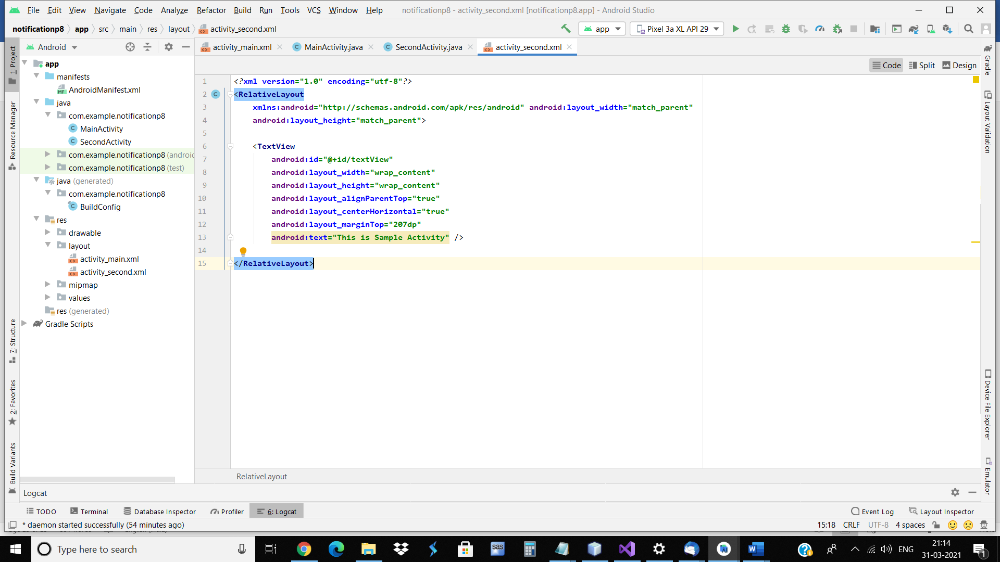 File Edit View Navigate Code Analyze Refactor Build Run Tools VCS Window Help notificationp8 - activity_second.xml [notificationp8.app] - Android Studio
notificationp8 app src main res layout activity_second.xml app Pixel 3a XL API 29
Android activity_main.xml MainActivity.java SecondActivity.java activity_second.xml
Code Split Design
1: Project
Resource Manager
7: Structure
2: Favorites
Build Variants
app
manifests
AndroidManifest.xml
java
com.example.notificationp8
MainActivity
SecondActivity
com.example.notificationp8 (androic
com.example.notificationp8 (test)
java (generated)
com.example.notificationp8
BuildConfig
res
drawable
layout
activity_main.xml
activity_second.xml
mipmap
values
res (generated)
Gradle Scripts
1 <?xml version="1.0" encoding="utf-8"?>
2 <RelativeLayout
3 xmlns:android="http://schemas.android.com/apk/res/android" android:layout_width="match_parent"
4 android:layout_height="match_parent">
5
6 <TextView
7 android:id="@+id/textView"
8 android:layout_width="wrap_content"
9 android:layout_height="wrap_content"
10 android:layout_alignParentTop="true"
11 android:layout_centerHorizontal="true"
12 android:layout_marginTop="207dp"
13 android:text="This is Sample Activity" />
14
15 </RelativeLayout>
RelativeLayout
Gradle
Layout Validation
Device File Explorer
Emulator
Logcat
TODO Terminal Database Inspector Profiler 6: Logcat Event Log Layout Inspector
* daemon started successfully (54 minutes ago) 15:18 CRLF UTF-8 4 spaces
Type here to search sas ENG 21:14
31-03-2021 1